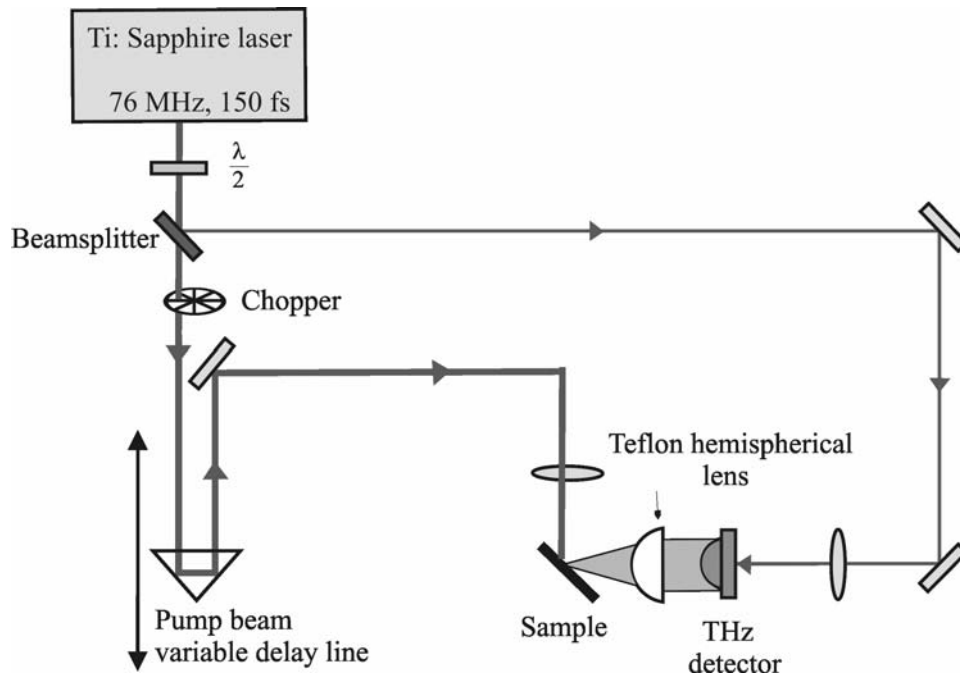 Ti: Sapphire laser
76 MHz, 150 fs
λ
2
Beamsplitter
Chopper
Teflon hemispherical
lens
Sample
THz
detector
Pump beam
variable delay line